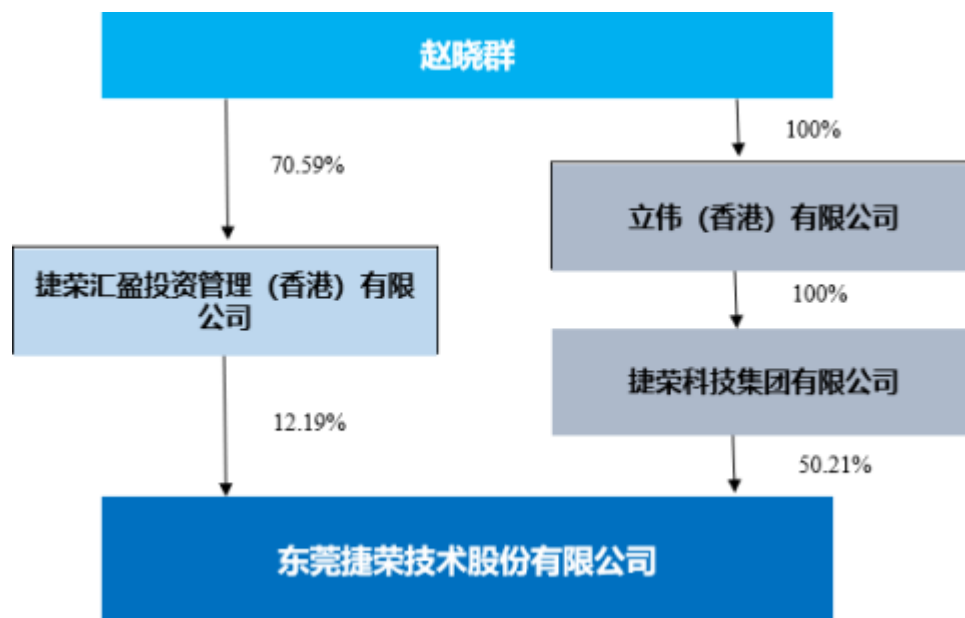 赵晓群
100%
70.59%
立伟（香港）有限公司
捷荣汇盈投资管理（香港）有限
公司
100%
捷荣科技集团有限公司
12.19%
50.21%
东莞捷荣技术股份有限公司